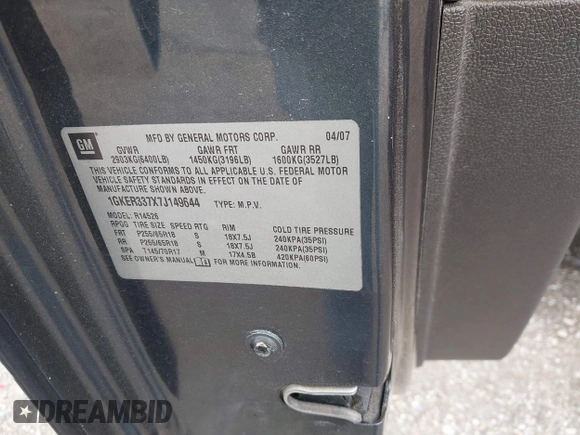 GM
MFD BY GENERAL MOTORS CORP. 04/07
GVWR GAWR FRT GAWR RR
2903KG(6400LB) 1450KG(3196LB) 1600KG(3527LB)
THIS VEHICLE CONFORMS TO ALL APPLICABLE U.S. FEDERAL MOTOR
VEHICLE SAFETY STANDARDS IN EFFECT ON THE DATE OF
MANUFACTURE SHOWN ABOVE.
1GKER337X7J149644 TYPE: M.P.V.
MODEL: R14526
RPOG TIRE SIZE SPEED RTG RIM COLD TIRE PRESSURE
FRT P255/65R18 S 18X7.5J 240KPA(35PSI)
RR P255/65R18 S 18X7.5J 240KPA(35PSI)
SPA T145/70R17 M 17X4.5B 420KPA(60PSI)
SEE OWNER'S MANUAL FOR MORE INFORMATION.
DREAMBID